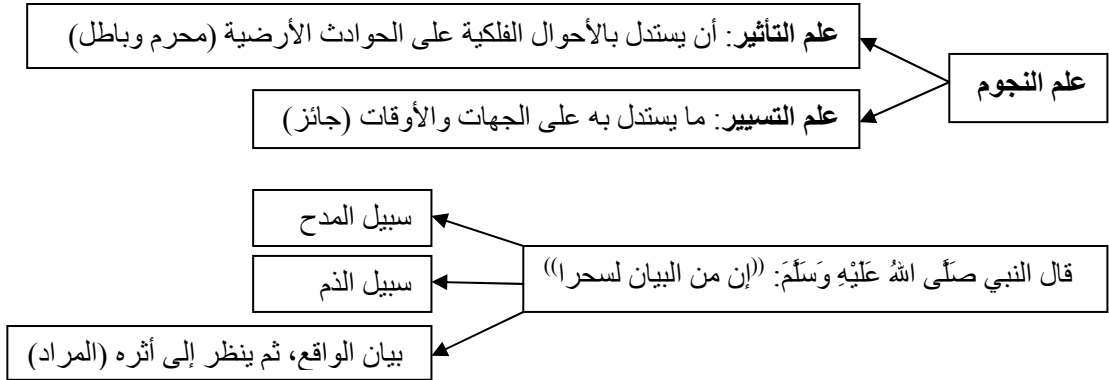 علم النجوم
علم التأثير: أن يستدل بالأحوال الفلكية على الحوادث الأرضية (محرم وباطل)
علم التسيير: ما يستدل به على الجهات والأوقات (جائز)
قال النبي صَلَّى اللهُ عَلَيْهِ وَسَلَّمَ: ((إن من البيان لسحرا))
سبيل المدح
سبيل الذم
بيان الواقع، ثم ينظر إلى أثره (المراد)